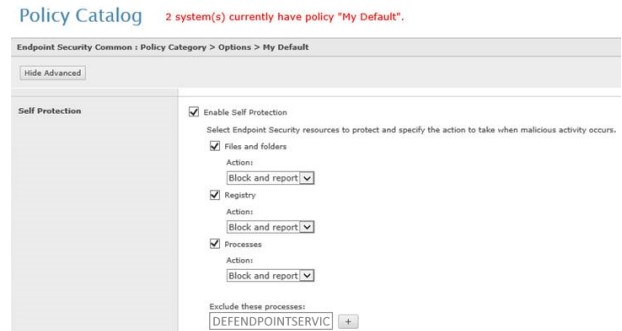 Policy Catalog
2 system(s) currently have policy "My Default".
Endpoint Security Common : Policy Category > Options > My Default
Hide Advanced
Self Protection
Enable Self Protection
Select Endpoint Security resources to protect and specify the action to take when malicious activity occurs.
Files and folders
Action:
Block and report
Registry
Action:
Block and report
Processes
Action:
Block and report
Exclude these processes:
DEFENDPOINTSERVIC +